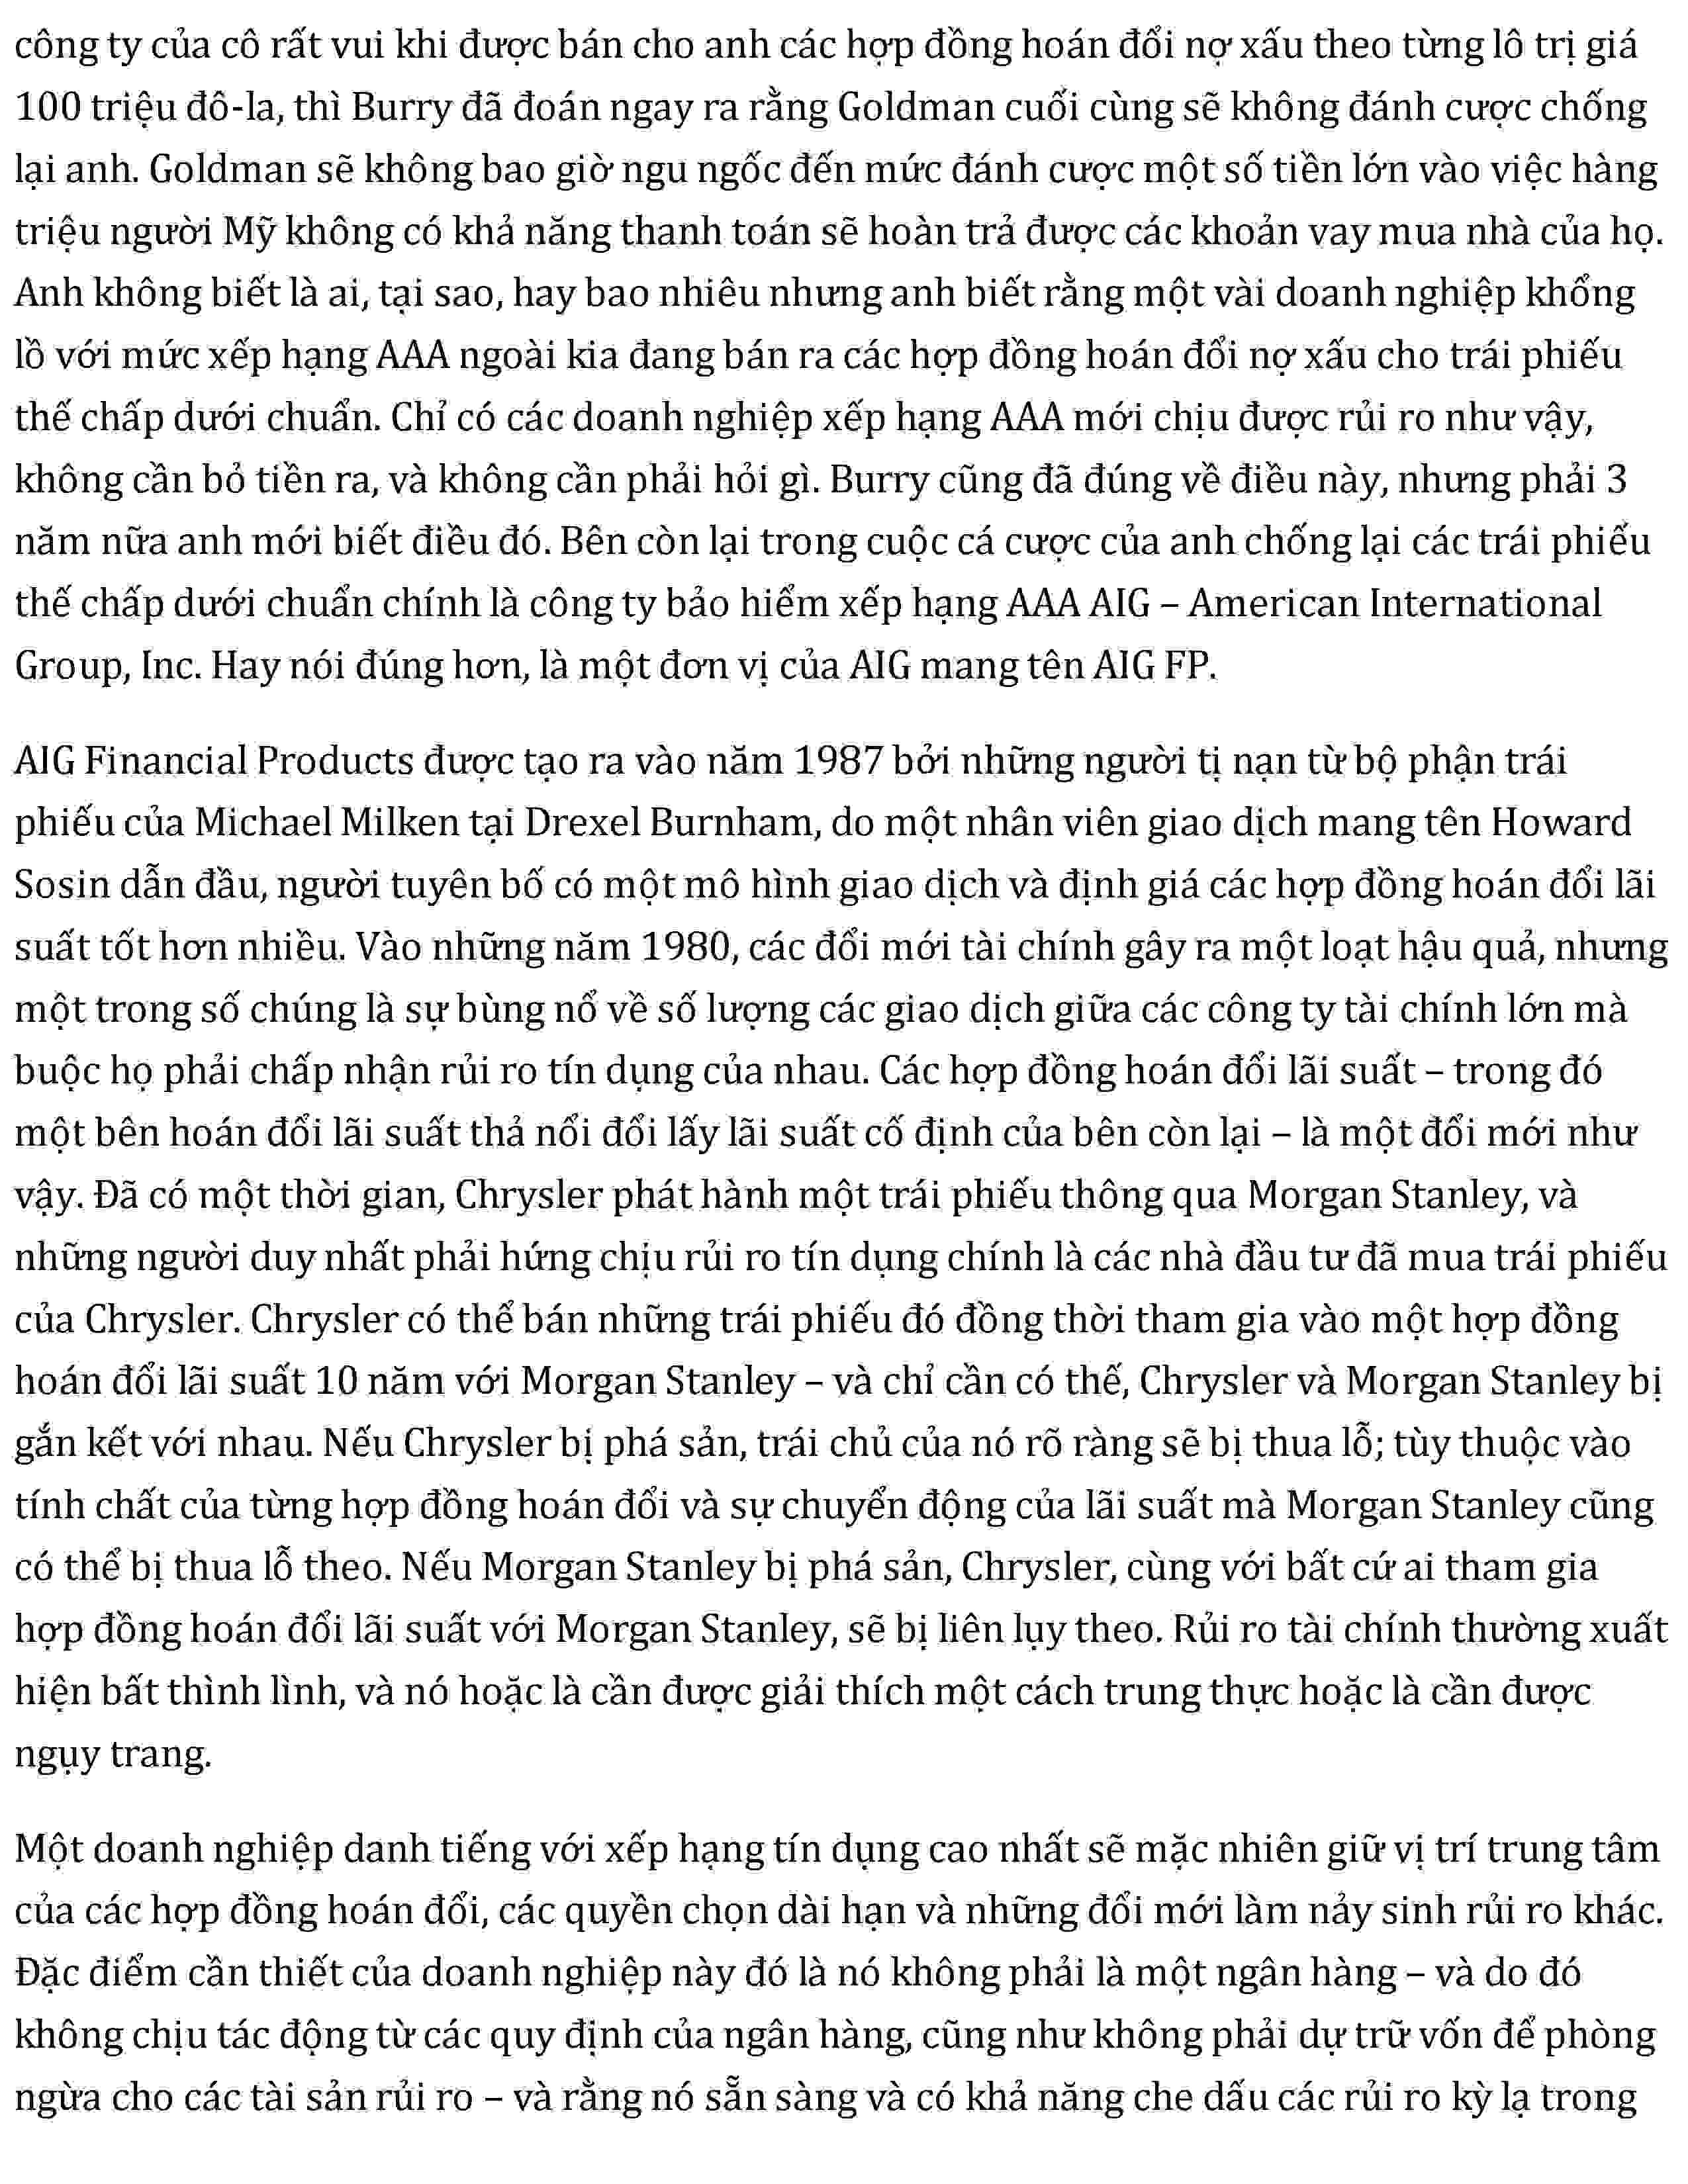 công ty của cô rất vui khi được bán cho anh các hợp đồng hoán đổi nợ xấu theo từng lô trị giá
100 triệu đô-la, thì Burry đã đoán ngay ra rằng Goldman cuối cùng sẽ không đánh cược chống
lại anh. Goldman sẽ không bao giờ ngu ngốc đến mức đánh cược một số tiền lớn vào việc hàng
triệu người Mỹ không có khả năng thanh toán sẽ hoàn trả được các khoản vay mua nhà của họ.
Anh không biết là ai, tại sao, hay bao nhiêu nhưng anh biết rằng một vài doanh nghiệp khổng
lồ với mức xếp hạng AAA ngoài kia đang bán ra các hợp đồng hoán đổi nợ xấu cho trái phiếu
thế chấp dưới chuẩn. Chỉ có các doanh nghiệp xếp hạng AAA mới chịu được rủi ro như vậy,
không cần bỏ tiền ra, và không cần phải hỏi gì. Burry cũng đã đúng về điều này, nhưng phải 3
năm nữa anh mới biết điều đó. Bên còn lại trong cuộc cá cược của anh chống lại các trái phiếu
thế chấp dưới chuẩn chính là công ty bảo hiểm xếp hạng AAA AIG – American International
Group, Inc. Hay nói đúng hơn, là một đơn vị của AIG mang tên AIG FP.
AIG Financial Products được tạo ra vào năm 1987 bởi những người tị nạn từ bộ phận trái
phiếu của Michael Milken tại Drexel Burnham, do một nhân viên giao dịch mang tên Howard
Sosin dẫn đầu, người tuyên bố có một mô hình giao dịch và định giá các hợp đồng hoán đổi lãi
suất tốt hơn nhiều. Vào những năm 1980, các đổi mới tài chính gây ra một loạt hậu quả, nhưng
một trong số chúng là sự bùng nổ về số lượng các giao dịch giữa các công ty tài chính lớn mà
buộc họ phải chấp nhận rủi ro tín dụng của nhau. Các hợp đồng hoán đổi lãi suất – trong đó
một bên hoán đổi lãi suất thả nổi đổi lấy lãi suất cố định của bên còn lại – là một đổi mới như
vậy. Đã có một thời gian, Chrysler phát hành một trái phiếu thông qua Morgan Stanley, và
những người duy nhất phải hứng chịu rủi ro tín dụng chính là các nhà đầu tư đã mua trái phiếu
của Chrysler. Chrysler có thể bán những trái phiếu đó đồng thời tham gia vào một hợp đồng
hoán đổi lãi suất 10 năm với Morgan Stanley – và chỉ cần có thế, Chrysler và Morgan Stanley bị
gắn kết với nhau. Nếu Chrysler bị phá sản, trái chủ của nó rõ ràng sẽ bị thua lỗ; tùy thuộc vào
tính chất của từng hợp đồng hoán đổi và sự chuyển động của lãi suất mà Morgan Stanley cũng
có thể bị thua lỗ theo. Nếu Morgan Stanley bị phá sản, Chrysler, cùng với bất cứ ai tham gia
hợp đồng hoán đổi lãi suất với Morgan Stanley, sẽ bị liên lụy theo. Rủi ro tài chính thường xuất
hiện bất thình lình, và nó hoặc là cần được giải thích một cách trung thực hoặc là cần được
ngụy trang.
Một doanh nghiệp danh tiếng với xếp hạng tín dụng cao nhất sẽ mặc nhiên giữ vị trí trung tâm
của các hợp đồng hoán đổi, các quyền chọn dài hạn và những đổi mới làm nảy sinh rủi ro khác.
Đặc điểm cần thiết của doanh nghiệp này đó là nó không phải là một ngân hàng – và do đó
không chịu tác động từ các quy định của ngân hàng, cũng như không phải dự trữ vốn để phòng
ngừa cho các tài sản rủi ro – và rằng nó sẵn sàng và có khả năng che dấu các rủi ro kỳ lạ trong